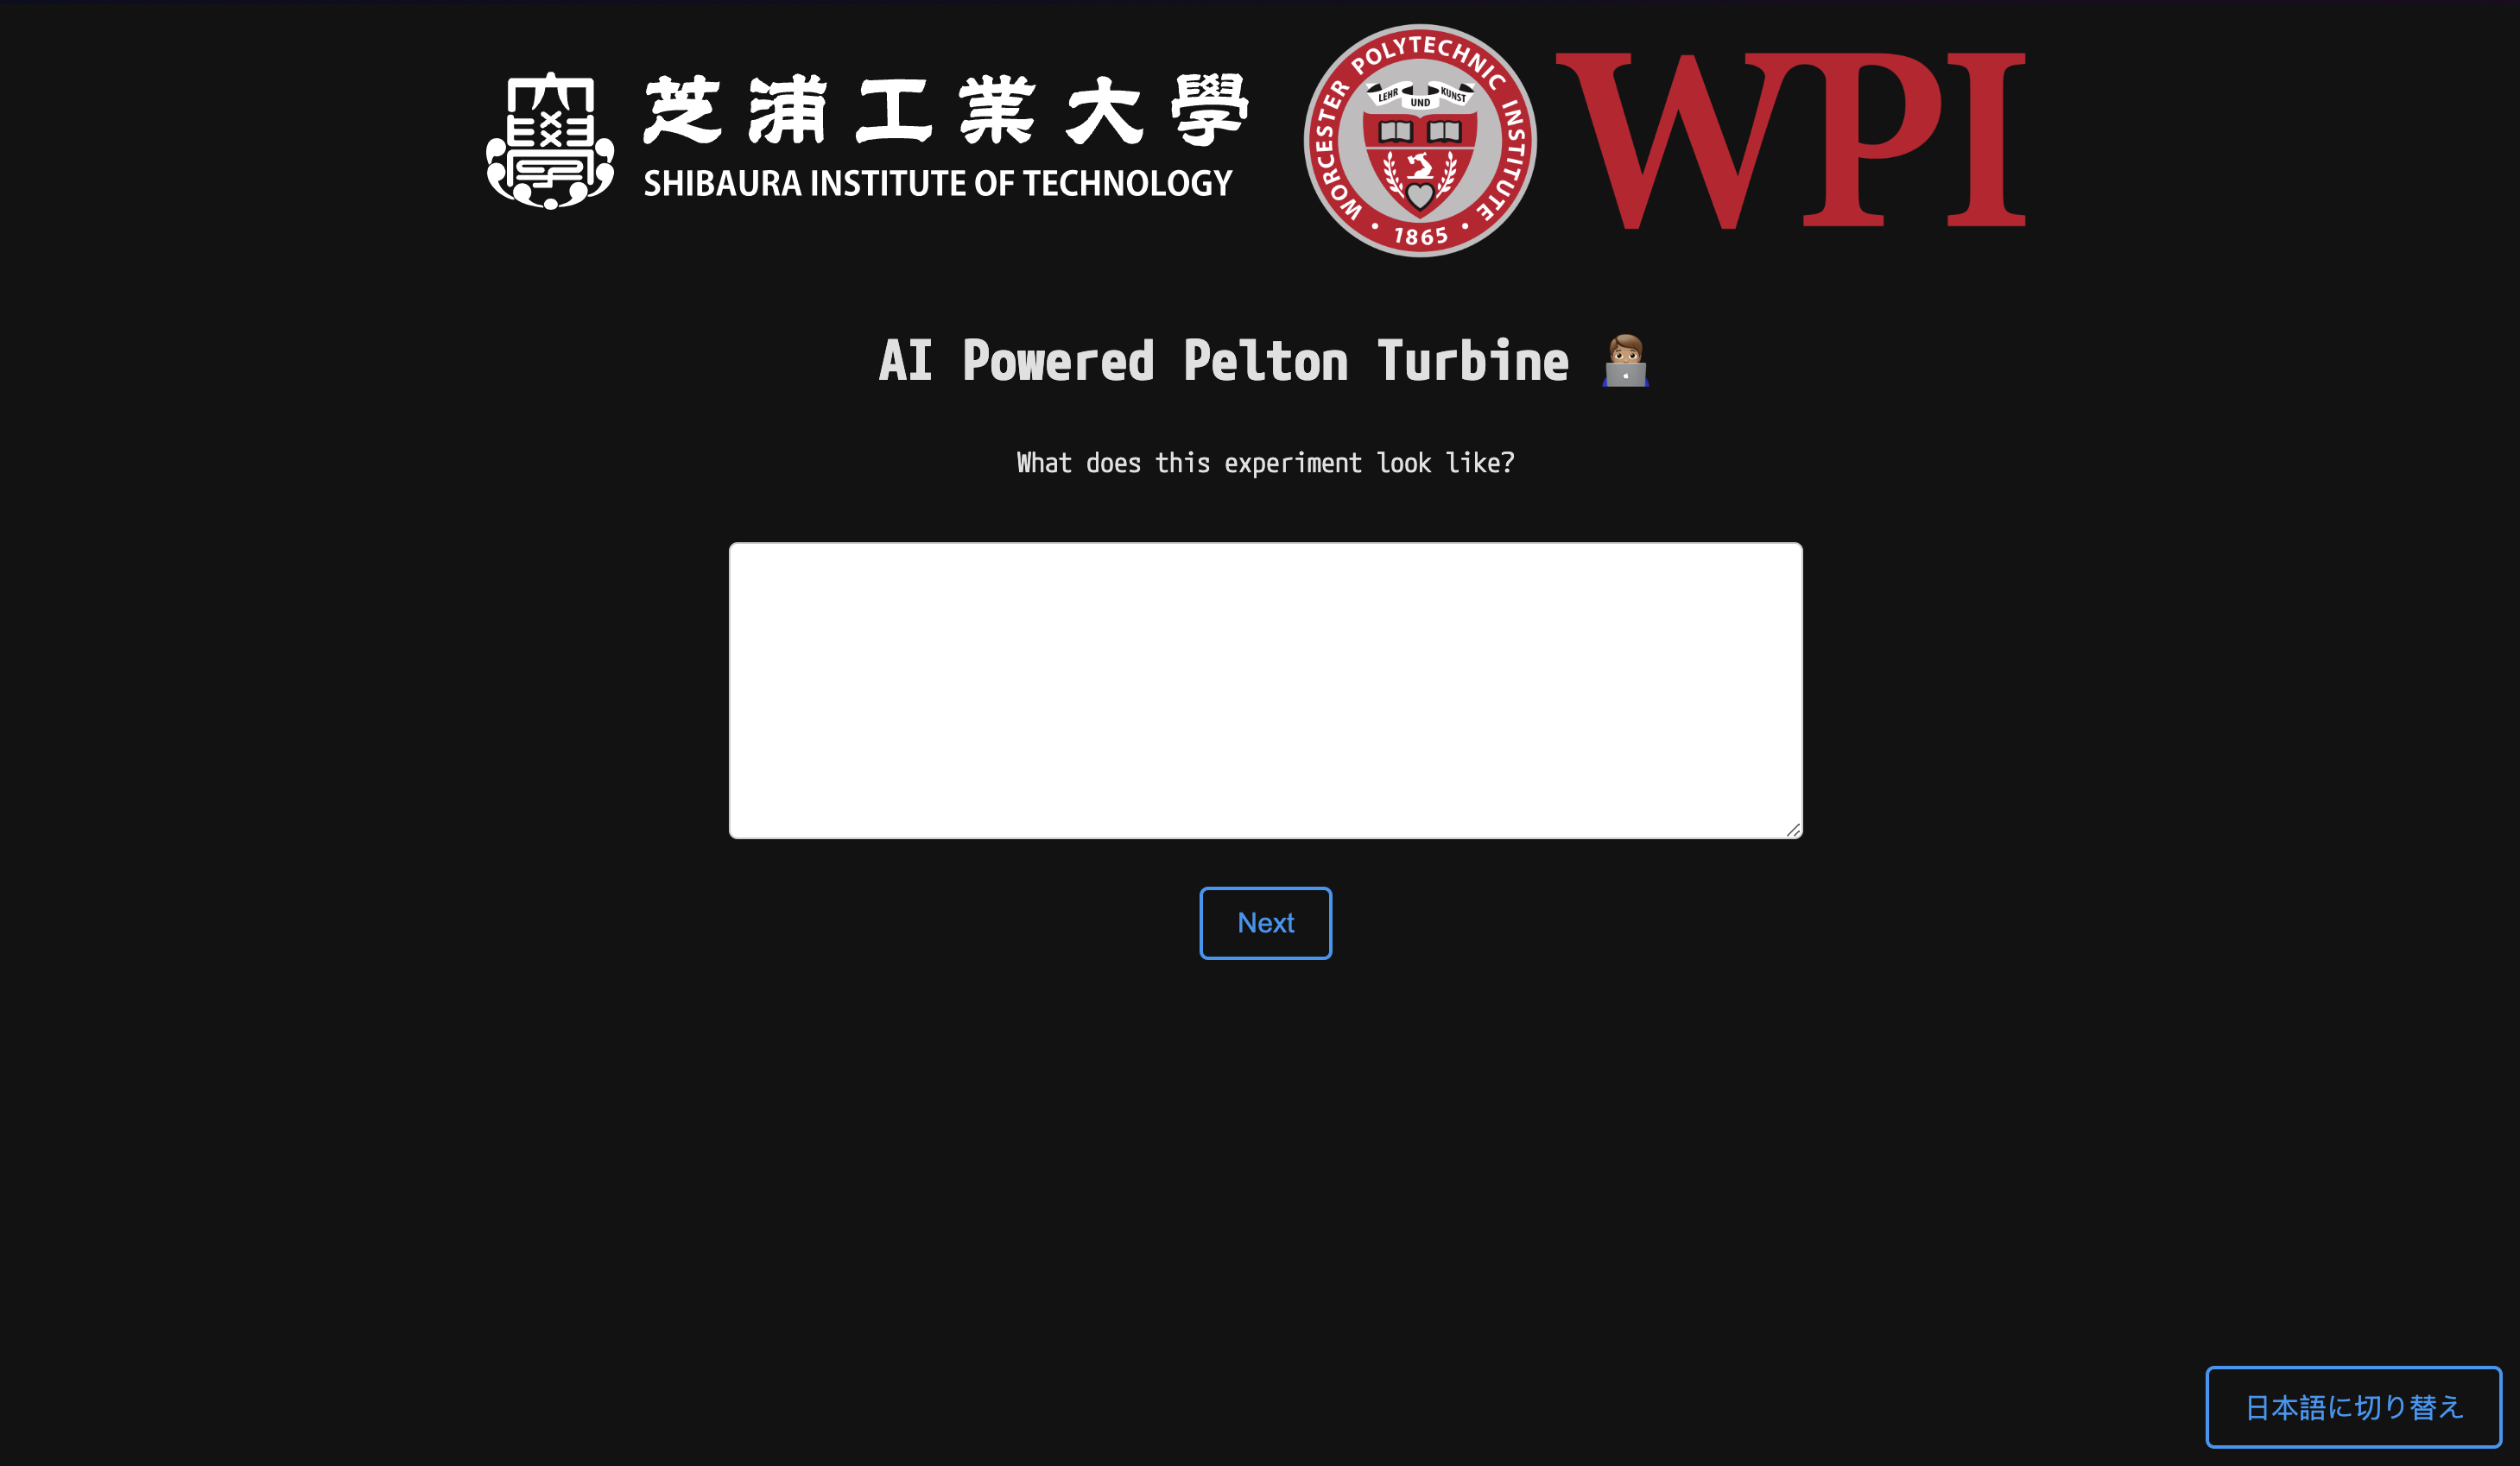 芝浦工業大學
SHIBAURA INSTITUTE OF TECHNOLOGY
WORCESTER POLYTECHNIC INSTITUTE
LEHR UND KUNST
1865
WPI
AI Powered Pelton Turbine
What does this experiment look like?
Next
日本語に切り替え